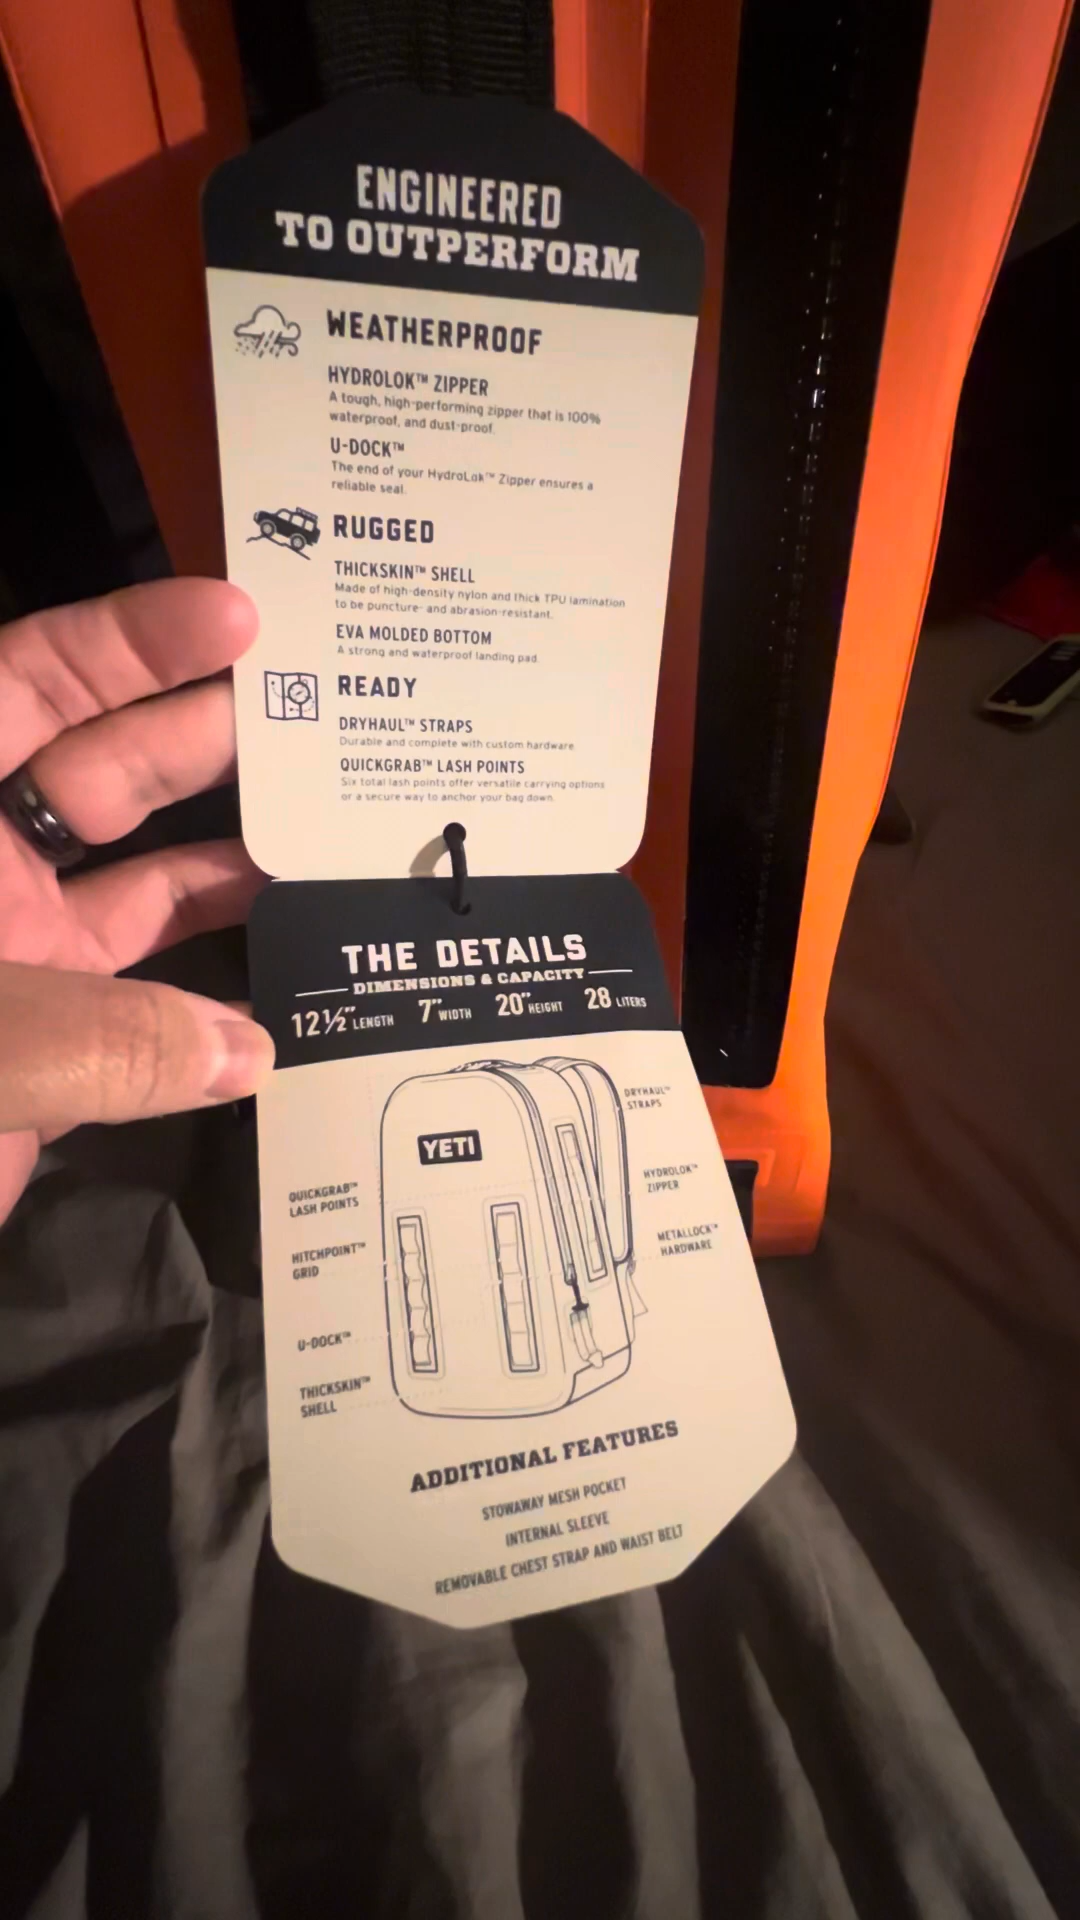 ENGINEERED
TO OUTPERFORM
WEATHERPROOF
HYDROLOK™ ZIPPER
A tough, high-performing zipper that is 100%
waterproof, and dust-proof.
U-DOCK™
The end of your HydroLok™ Zipper ensures a
reliable seal.
RUGGED
THICKSKIN™ SHELL
Made of high-density nylon and thick TPU lamination
to be puncture- and abrasion-resistant.
EVA MOLDED BOTTOM
A strong and waterproof landing pad.
READY
DRYHAUL™ STRAPS
Durable and complete with custom hardware.
QUICKGRAB™ LASH POINTS
Six total lash points offer versatile carrying options
or a secure way to anchor your bag down.
THE DETAILS
DIMENSIONS & CAPACITY
12½" LENGTH 7" WIDTH 20" HEIGHT 28 LITERS
DRYHAUL™
STRAPS
YETI
HYDROLOK™
ZIPPER
QUICKGRAB™
LASH POINTS
METALLOCK™
HARDWARE
HITCHPOINT™
GRID
U-DOCK™
THICKSKIN™
SHELL
ADDITIONAL FEATURES
STOWAWAY MESH POCKET
INTERNAL SLEEVE
REMOVABLE CHEST STRAP AND WAIST BELT